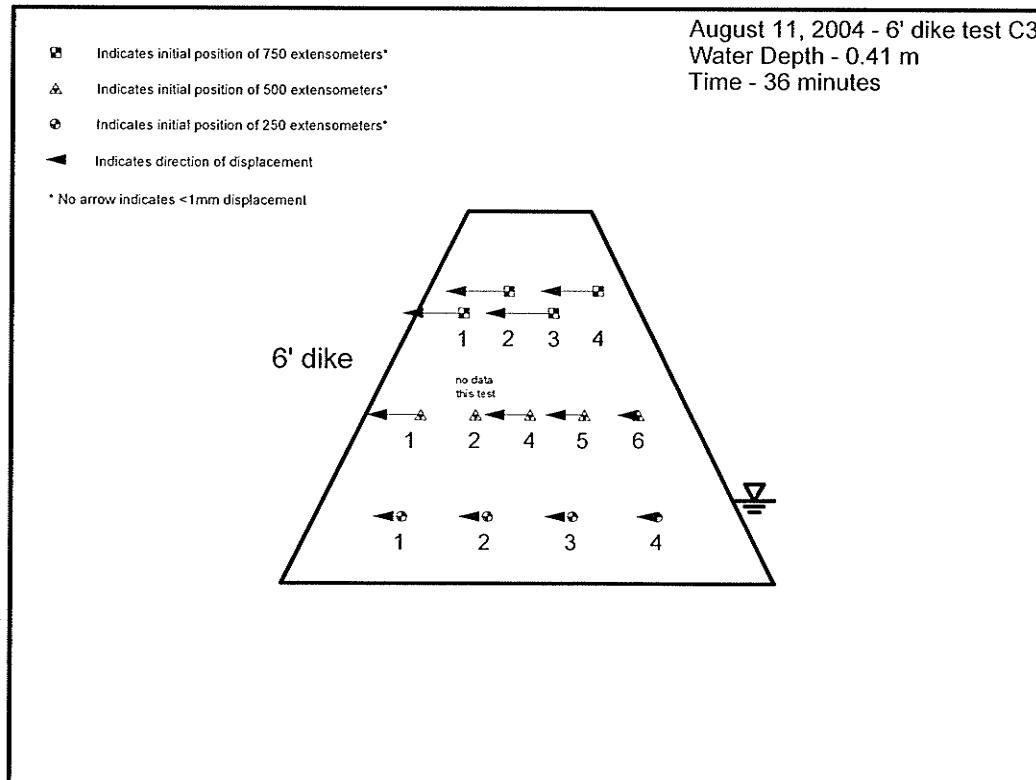 August 11, 2004 - 6' dike test C3
Water Depth - 0.41 m
Time - 36 minutes
Indicates initial position of 750 extensometers*
Indicates initial position of 500 extensometers*
Indicates initial position of 250 extensometers*
Indicates direction of displacement
* No arrow indicates <1mm displacement
1 2 3 4
6' dike
no data
this test
1 2 4 5 6
1 2 3 4